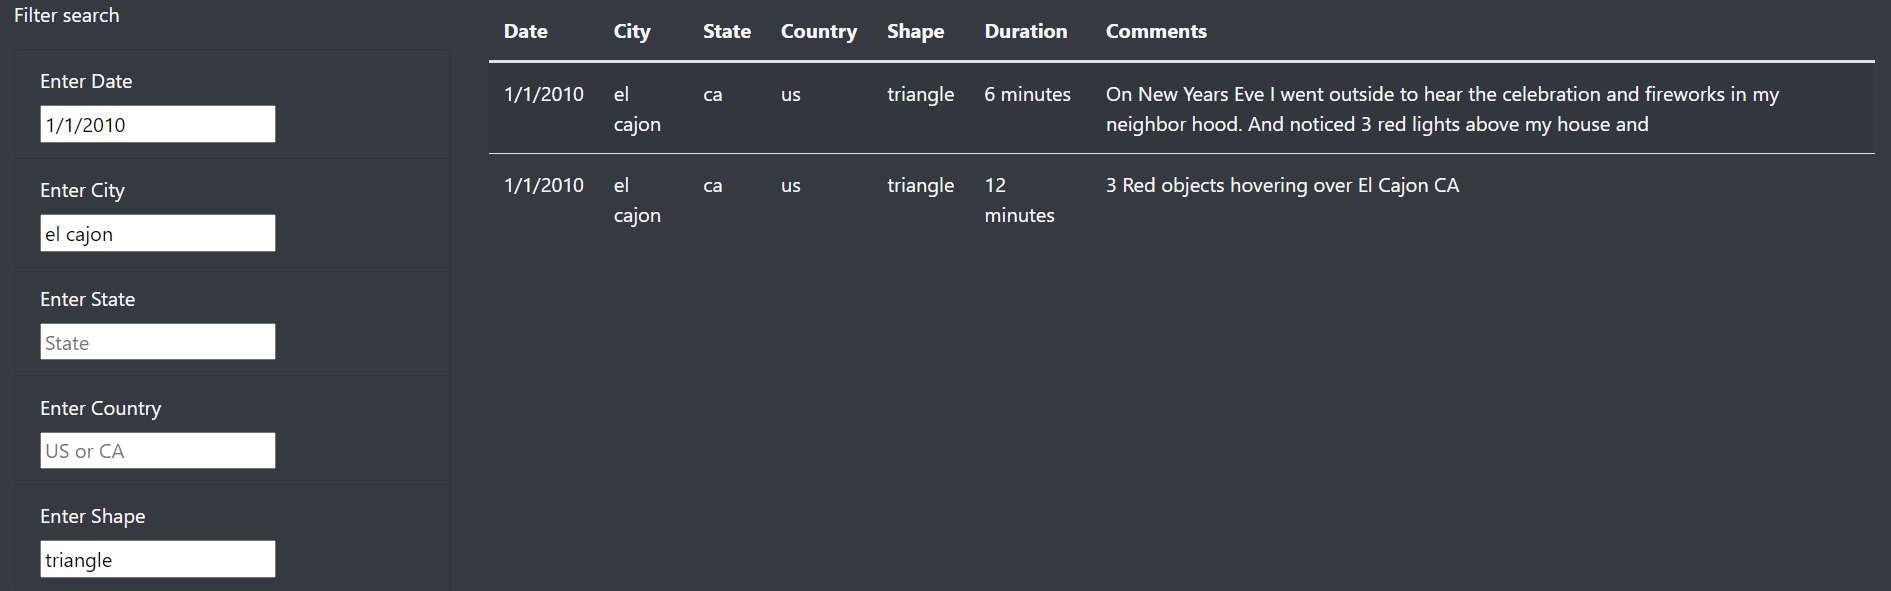 Filter search
Enter Date
1/1/2010
Enter City
el cajon
Enter State
State
Enter Country
US or CA
Enter Shape
triangle
Date City State Country Shape Duration Comments
1/1/2010 el ca us triangle 6 minutes On New Years Eve I went outside to hear the celebration and fireworks in my
cajon neighbor hood. And noticed 3 red lights above my house and
1/1/2010 el ca us triangle 12 3 Red objects hovering over El Cajon CA
cajon minutes